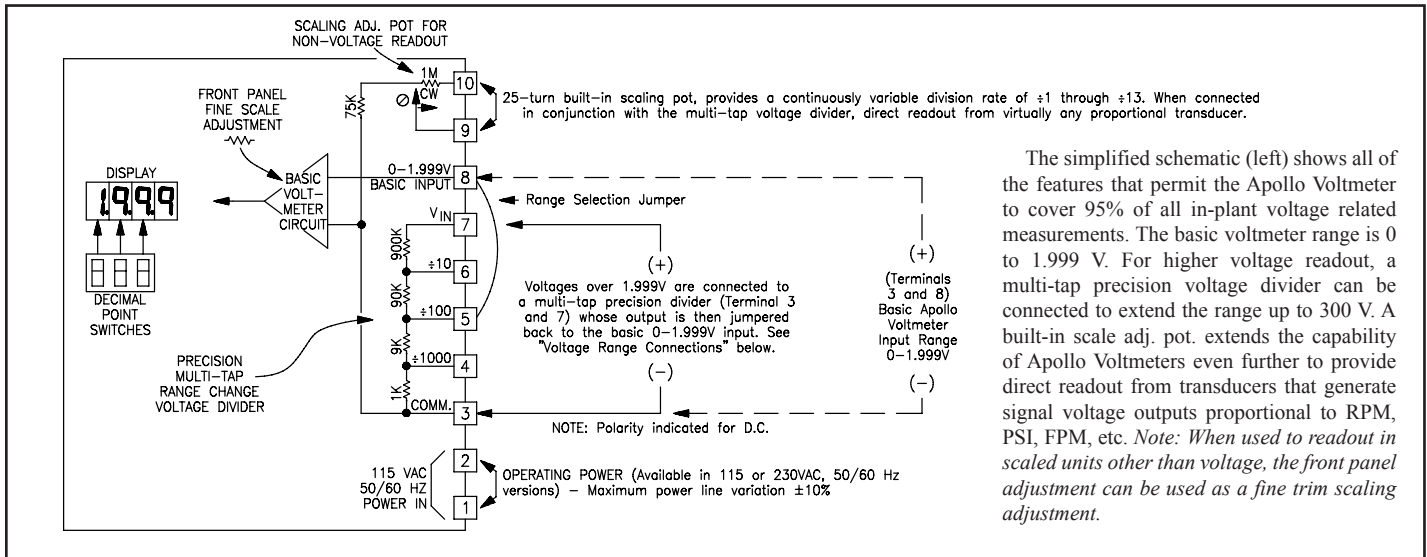 SCALING ADJ. POT FOR
NON-VOLTAGE READOUT
1M
CW
75K
10
9
25-turn built-in scaling pot, provides a continuously variable division rate of ÷1 through ÷13. When connected
in conjunction with the multi-tap voltage divider, direct readout from virtually any proportional transducer.
FRONT PANEL
FINE SCALE
ADJUSTMENT
DISPLAY
1.9.9.9
DECIMAL
POINT
SWITCHES
BASIC
VOLT-
METER
CIRCUIT
0-1.999V
BASIC INPUT
8
Range Selection Jumper
VIN
7
900K
÷10
6
90K
÷100
5
9K
÷1000
4
1K
COMM.
3
PRECISION
MULTI-TAP
RANGE CHANGE
VOLTAGE DIVIDER
(+)
Voltages over 1.999V are connected to
a multi-tap precision divider (Terminal 3
and 7) whose output is then jumpered
back to the basic 0-1.999V input. See
"Voltage Range Connections" below.
(-)
NOTE: Polarity indicated for D.C.
(+)
(Terminals
3 and 8)
Basic Apollo
Voltmeter
Input Range
0-1.999V
(-)
115 VAC
50/60 HZ
POWER IN
2
1
OPERATING POWER (Available in 115 or 230VAC, 50/60 Hz
versions) - Maximum power line variation ±10%
The simplified schematic (left) shows all of
the features that permit the Apollo Voltmeter
to cover 95% of all in-plant voltage related
measurements. The basic voltmeter range is 0
to 1.999 V. For higher voltage readout, a
multi-tap precision voltage divider can be
connected to extend the range up to 300 V. A
built-in scale adj. pot. extends the capability
of Apollo Voltmeters even further to provide
direct readout from transducers that generate
signal voltage outputs proportional to RPM,
PSI, FPM, etc. Note: When used to readout in
scaled units other than voltage, the front panel
adjustment can be used as a fine trim scaling
adjustment.